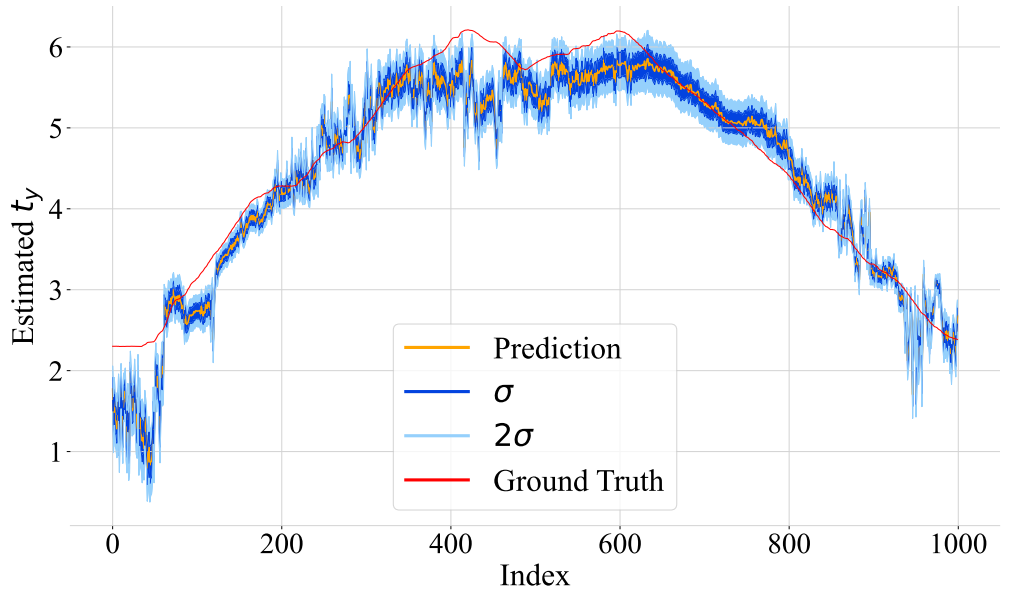 Estimated t_y
6
5
4
3
2
1
0
200
400
600
800
1000
Index
Prediction
σ
2σ
Ground Truth